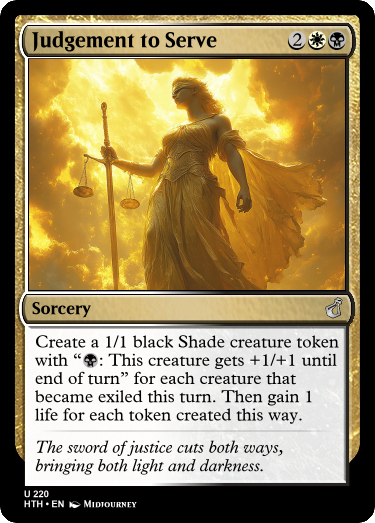 Judgement to Serve 2
Sorcery
Create a 1/1 black Shade creature token
with “: This creature gets +1/+1 until
end of turn” for each creature that
became exiled this turn. Then gain 1
life for each token created this way.
The sword of justice cuts both ways,
bringing both light and darkness.
U 220
HTH • EN Midjourney